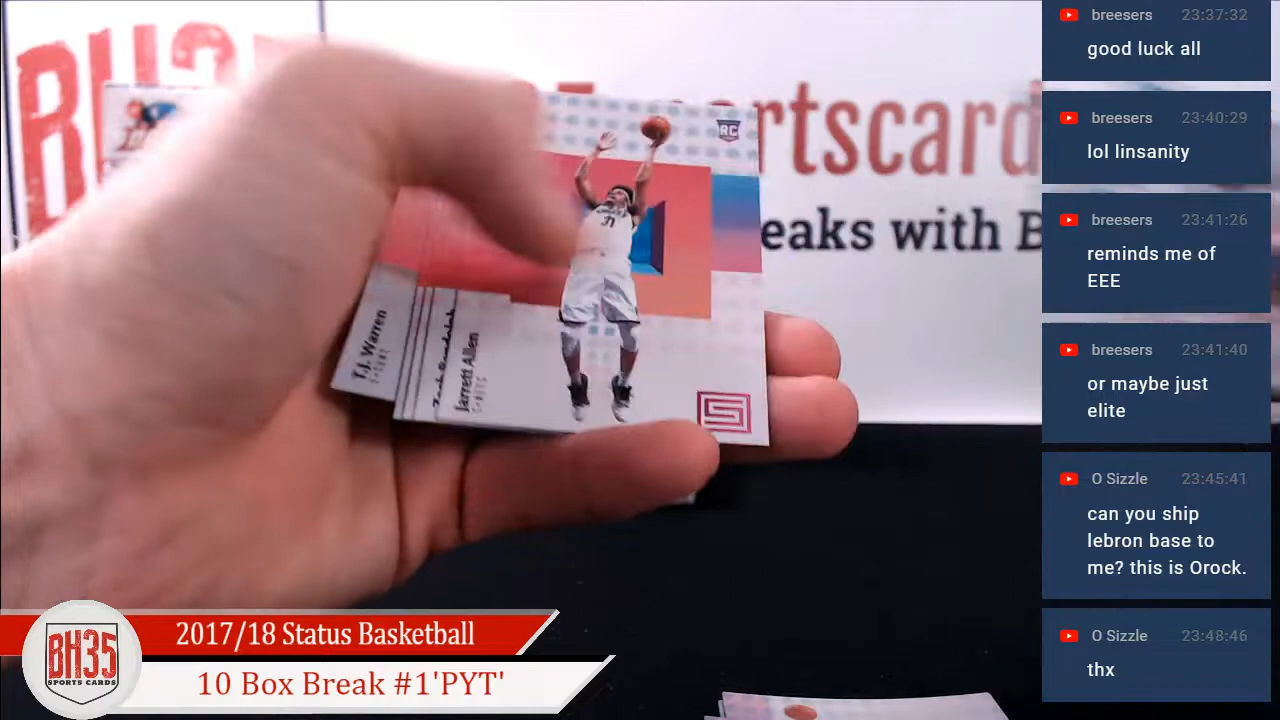 BH
rtscard
eaks with B
RC
31
T.J. Warren
Jarrett Allen
breesers 23:37:32
good luck all
breesers 23:40:29
lol linsanity
breesers 23:41:26
reminds me of
EEE
breesers 23:41:40
or maybe just
elite
O Sizzle 23:45:41
can you ship
lebron base to
me? this is Orock.
O Sizzle 23:48:46
thx
BH35
SPORTS CARDS
2017/18 Status Basketball
10 Box Break #1'PYT'